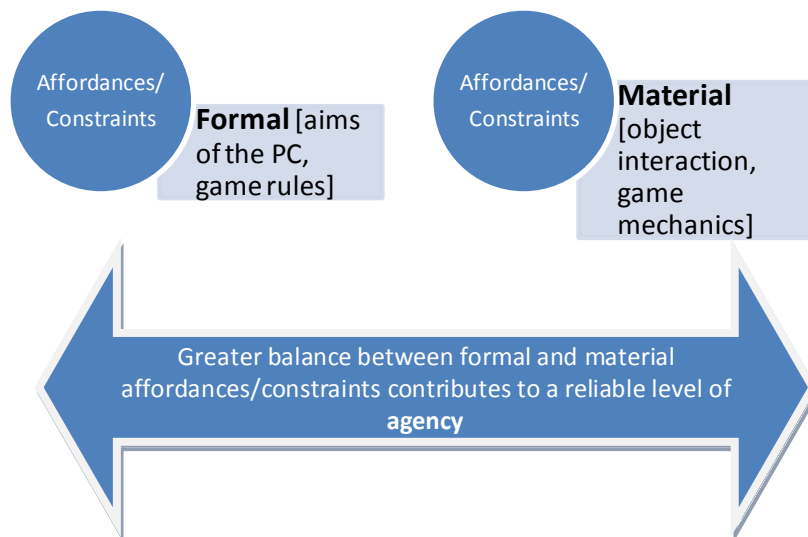 Affordances/
Constraints
Formal [aims
of the PC,
game rules]
Affordances/
Constraints
Material
[object
interaction,
game
mechanics]
Greater balance between formal and material
affordances/constraints contributes to a reliable level of
agency